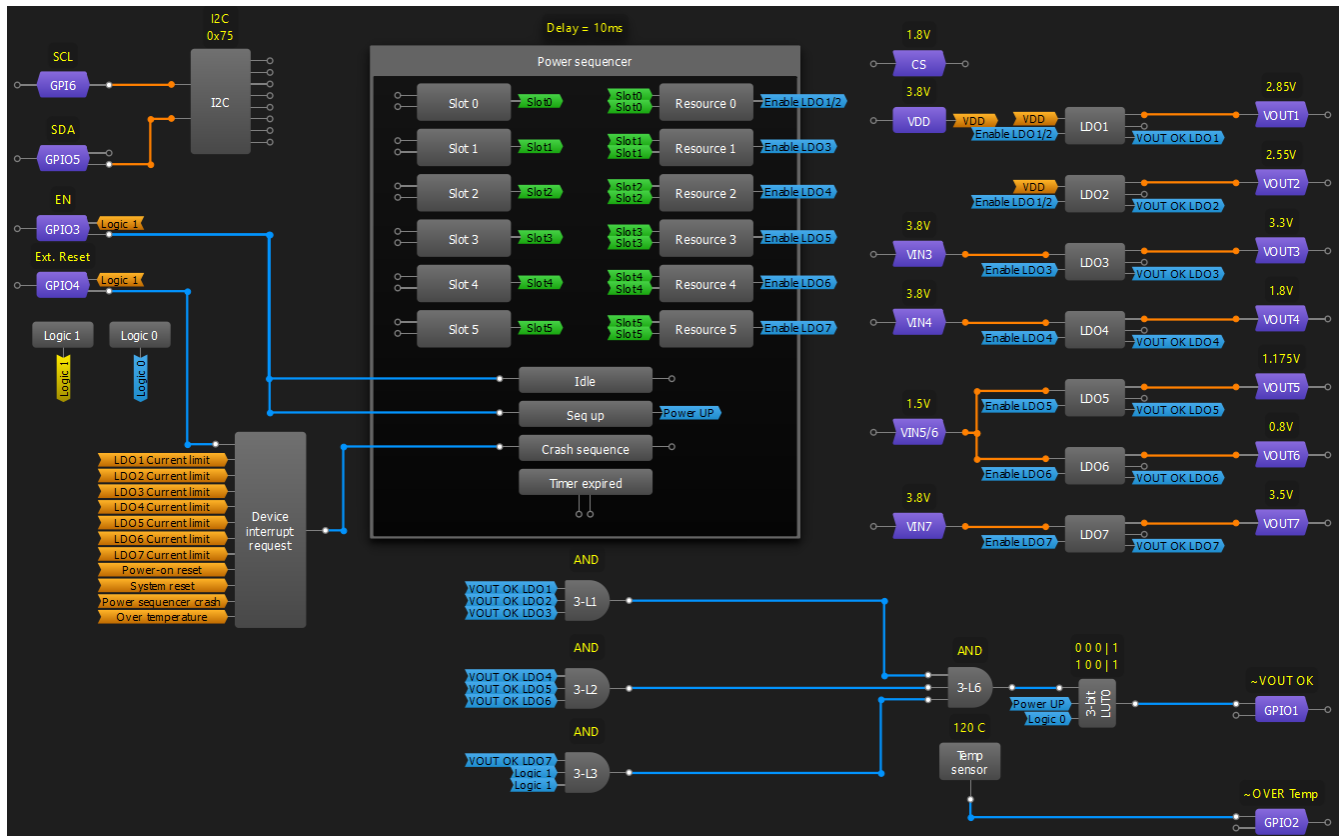 I2C
0x75
SCL
GPI6
I2C
SDA
GPIO5
EN
GPIO3
Logic 1
Ext. Reset
GPIO4
Logic 1
Logic 1
Logic 0
Logic 1
Logic 0
LDO1 Current limit
LDO2 Current limit
LDO3 Current limit
LDO4 Current limit
LDO5 Current limit
LDO6 Current limit
LDO7 Current limit
Power-on reset
System reset
Power sequencer crash
Over temperature
Device
interrupt
request
Delay = 10ms
Power sequencer
Slot 0
Slot0
Slot0
Slot0
Resource 0
Enable LDO1/2
Slot 1
Slot1
Slot1
Slot1
Resource 1
Enable LDO3
Slot 2
Slot2
Slot2
Slot2
Resource 2
Enable LDO4
Slot 3
Slot3
Slot3
Slot3
Resource 3
Enable LDO5
Slot 4
Slot4
Slot4
Slot4
Resource 4
Enable LDO6
Slot 5
Slot5
Slot5
Slot5
Resource 5
Enable LDO7
Idle
Seq up
Power UP
Crash sequence
Timer expired
1.8V
CS
3.8V
VDD
VDD
VDD
Enable LDO1/2
LDO1
VOUT OK LDO1
2.85V
VOUT1
VDD
Enable LDO1/2
LDO2
VOUT OK LDO2
2.55V
VOUT2
3.8V
VIN3
Enable LDO3
LDO3
VOUT OK LDO3
3.3V
VOUT3
3.8V
VIN4
Enable LDO4
LDO4
VOUT OK LDO4
1.8V
VOUT4
1.5V
VIN5/6
Enable LDO5
LDO5
VOUT OK LDO5
1.175V
VOUT5
Enable LDO6
LDO6
VOUT OK LDO6
0.8V
VOUT6
3.8V
VIN7
Enable LDO7
LDO7
VOUT OK LDO7
3.5V
VOUT7
AND
VOUT OK LDO1
VOUT OK LDO2
VOUT OK LDO3
3-L1
AND
VOUT OK LDO4
VOUT OK LDO5
VOUT OK LDO6
3-L2
AND
VOUT OK LDO7
Logic 1
Logic 1
3-L3
AND
3-L6
0 0 0 | 1
1 0 0 | 1
Power UP
Logic 0
3-bit
LUT0
~VOUT OK
GPIO1
120 C
Temp
sensor
~OVER Temp
GPIO2